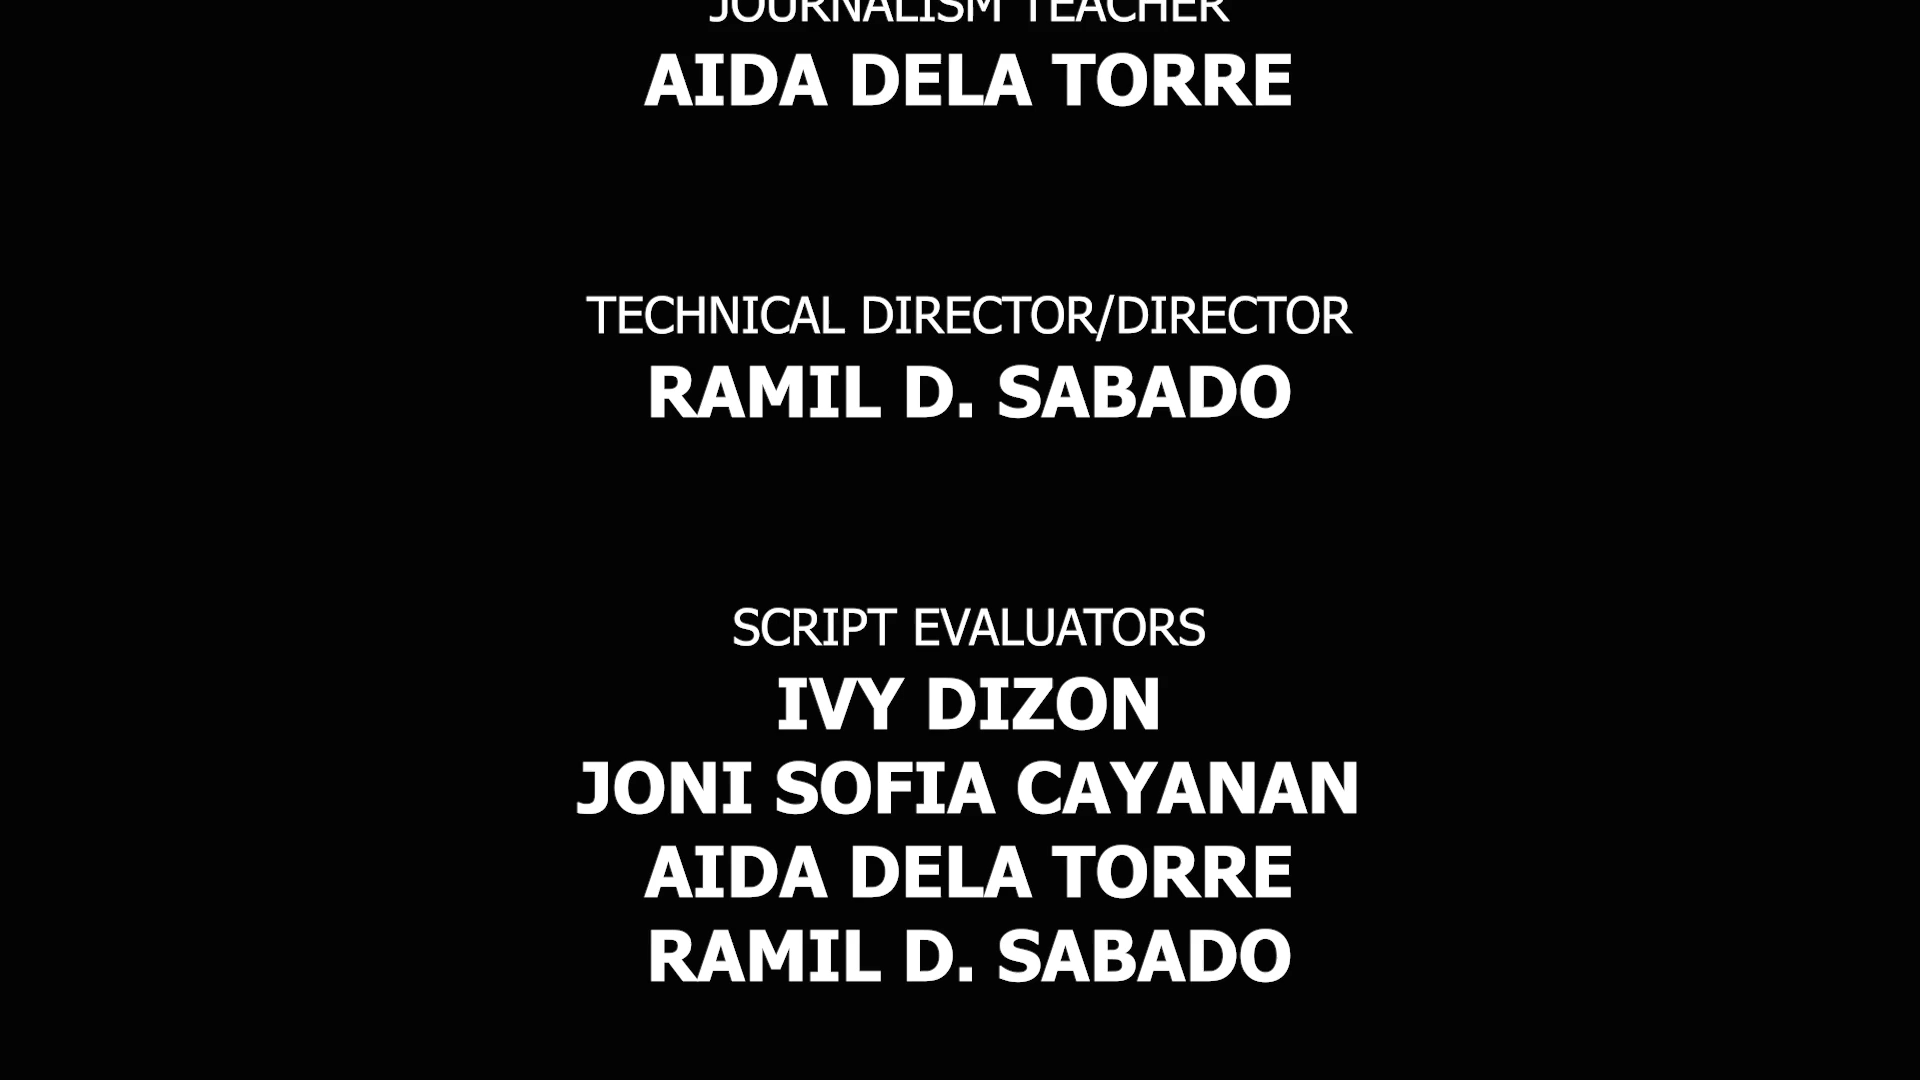 JOURNALISM TEACHER
AIDA DELA TORRE
TECHNICAL DIRECTOR/DIRECTOR
RAMIL D. SABADO
SCRIPT EVALUATORS
IVY DIZON
JONI SOFIA CAYANAN
AIDA DELA TORRE
RAMIL D. SABADO